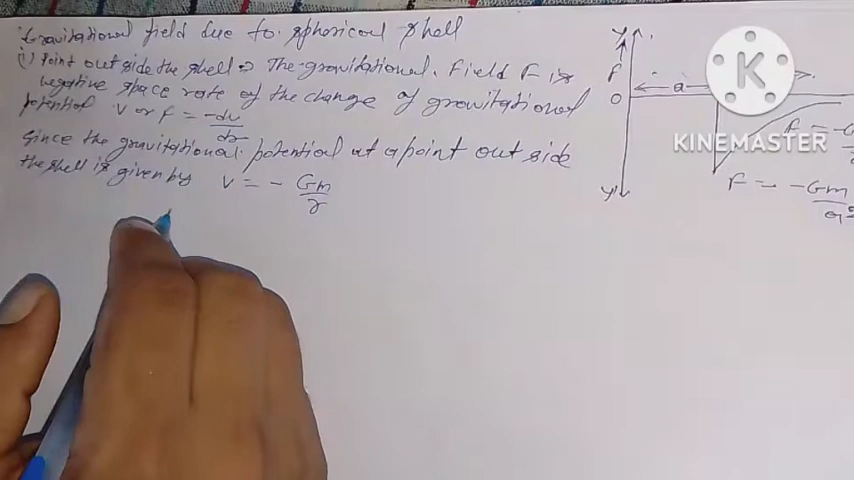 Gravitational field due to spherical shell
(i) Point out side the shell ⇒ The gravitational. Field F is
negative space rate of the change of gravitational
potential V or F = -dv/dr
Since the gravitational potential at a point out side
the shell is given by V = - Gm/r
Y
F
O
a
Y'
F = -G
F = - Gm/a²
K
KINEMASTER